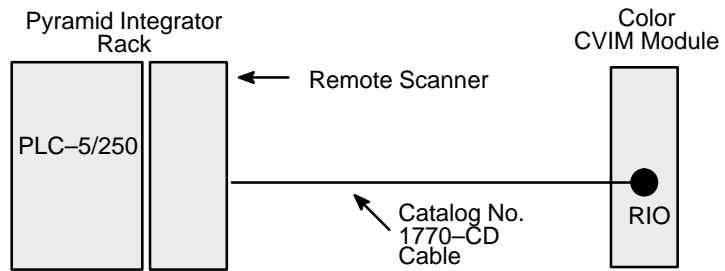 Pyramid Integrator
Rack
Color
CVIM Module
Remote Scanner
PLC–5/250
Catalog No.
1770–CD
Cable
RIO